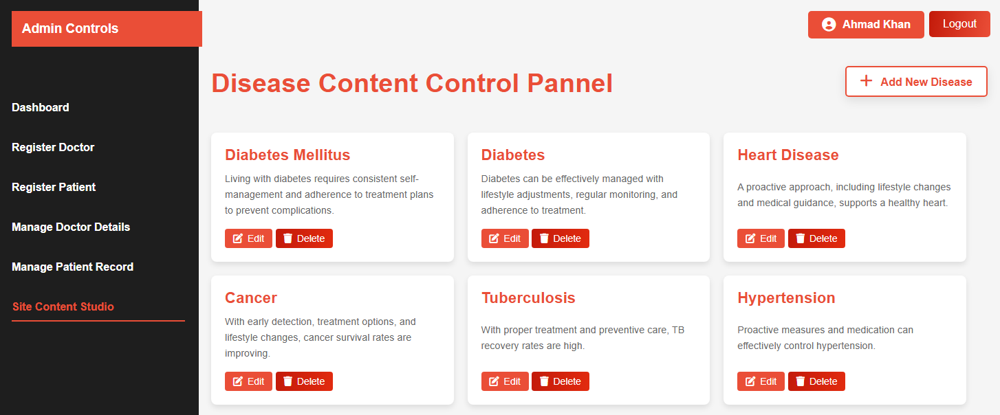 Admin Controls
Ahmad Khan
Logout
Dashboard
Register Doctor
Register Patient
Manage Doctor Details
Manage Patient Record
Site Content Studio
Disease Content Control Pannel
Add New Disease
Diabetes Mellitus
Living with diabetes requires consistent self-
management and adherence to treatment plans
to prevent complications.
Edit Delete
Diabetes
Diabetes can be effectively managed with
lifestyle adjustments, regular monitoring, and
adherence to treatment.
Edit Delete
Heart Disease
A proactive approach, including lifestyle changes
and medical guidance, supports a healthy heart.
Edit Delete
Cancer
With early detection, treatment options, and
lifestyle changes, cancer survival rates are
improving.
Edit Delete
Tuberculosis
With proper treatment and preventive care, TB
recovery rates are high.
Edit Delete
Hypertension
Proactive measures and medication can
effectively control hypertension.
Edit Delete